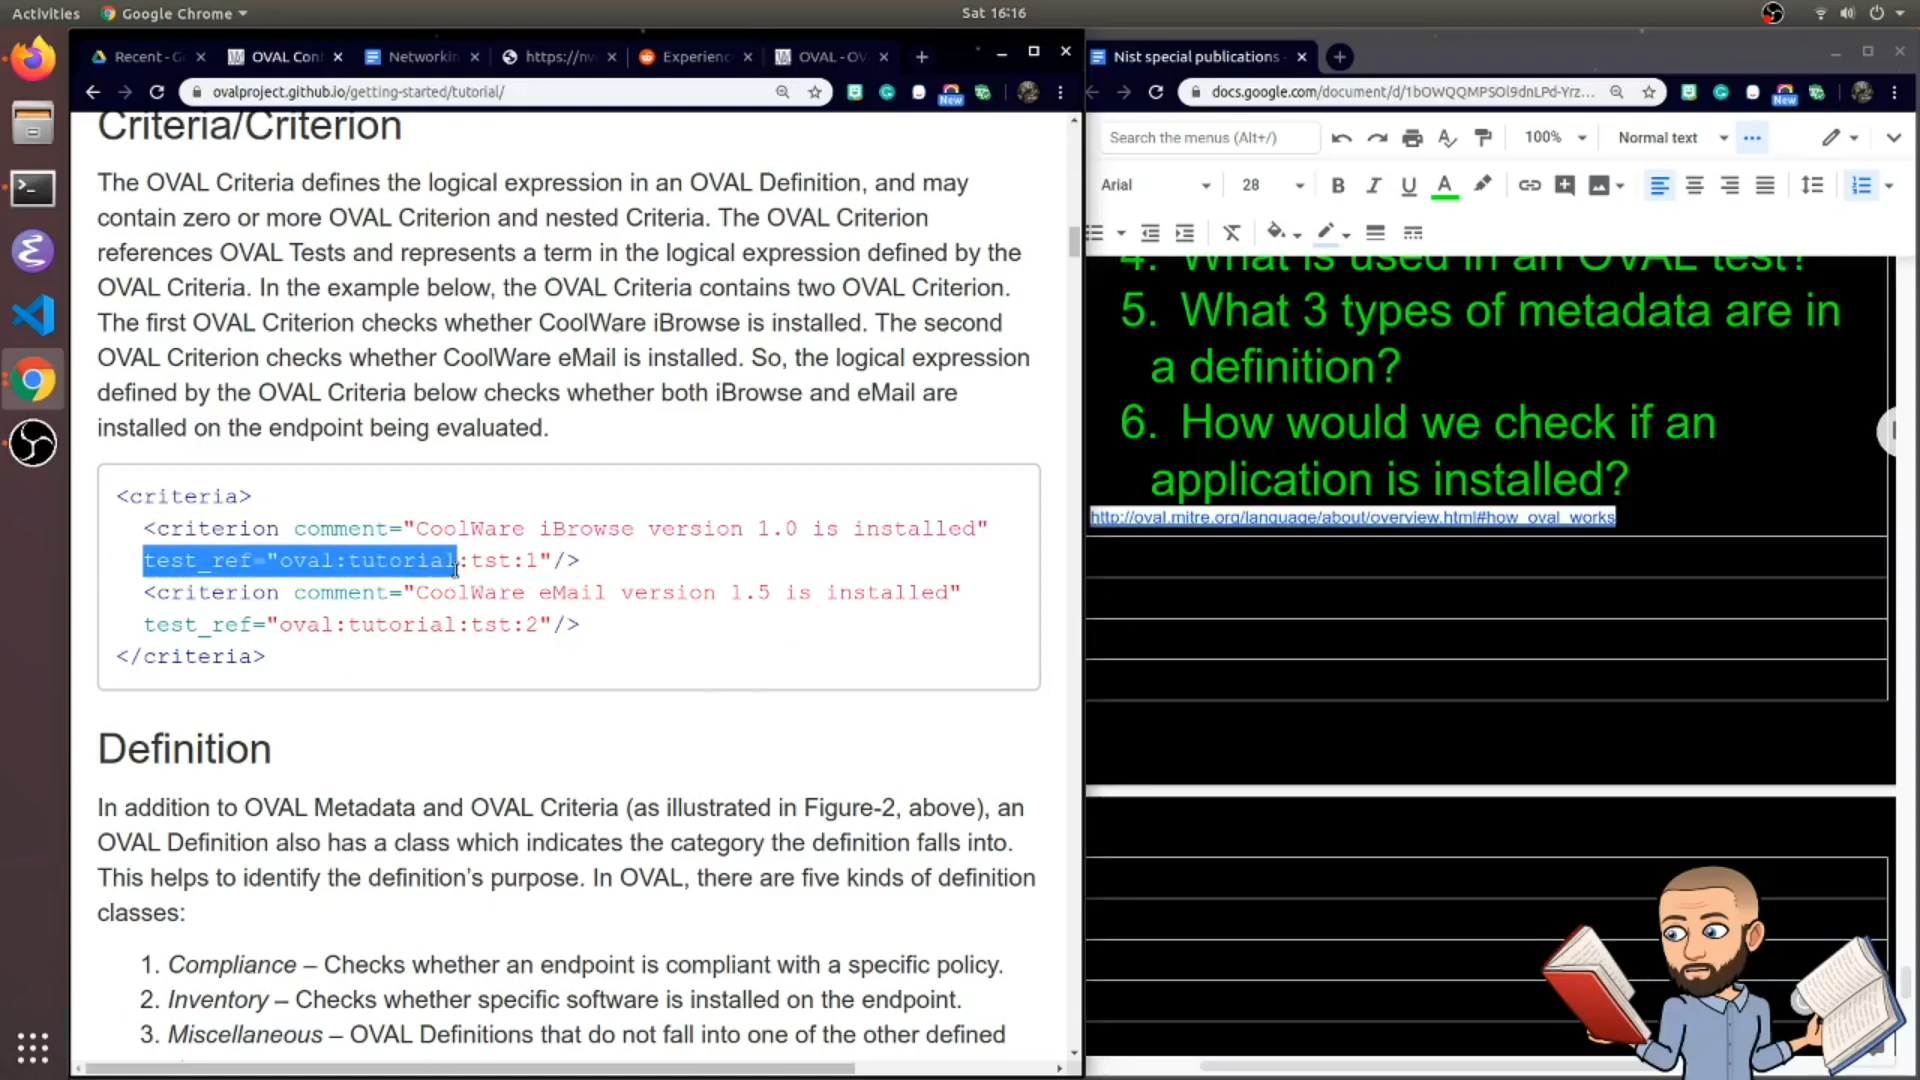 Activities
Google Chrome
Sat 16:16
Recent - G
OVAL Con
Networkin
https://nv
Experienc
OVAL - OV
ovalproject.github.io/getting-started/tutorial/
New
Criteria/Criterion
The OVAL Criteria defines the logical expression in an OVAL Definition, and may
contain zero or more OVAL Criterion and nested Criteria. The OVAL Criterion
references OVAL Tests and represents a term in the logical expression defined by the
OVAL Criteria. In the example below, the OVAL Criteria contains two OVAL Criterion.
The first OVAL Criterion checks whether CoolWare iBrowse is installed. The second
OVAL Criterion checks whether CoolWare eMail is installed. So, the logical expression
defined by the OVAL Criteria below checks whether both iBrowse and eMail are
installed on the endpoint being evaluated.
<criteria>
<criterion comment="CoolWare iBrowse version 1.0 is installed"
test_ref="oval:tutorial:tst:1"/>
<criterion comment="CoolWare eMail version 1.5 is installed"
test_ref="oval:tutorial:tst:2"/>
</criteria>
Definition
In addition to OVAL Metadata and OVAL Criteria (as illustrated in Figure-2, above), an
OVAL Definition also has a class which indicates the category the definition falls into.
This helps to identify the definition's purpose. In OVAL, there are five kinds of definition
classes:
1. Compliance – Checks whether an endpoint is compliant with a specific policy.
2. Inventory – Checks whether specific software is installed on the endpoint.
3. Miscellaneous – OVAL Definitions that do not fall into one of the other defined
Nist special publications -
docs.google.com/document/d/1bOWQQMPSOl9dnLPd-Yrz...
New
Search the menus (Alt+/)
100%
Normal text
Arial
28
4. What is used in an OVAL test?
5. What 3 types of metadata are in
a definition?
6. How would we check if an
application is installed?
http://oval.mitre.org/language/about/overview.html#how_oval_works